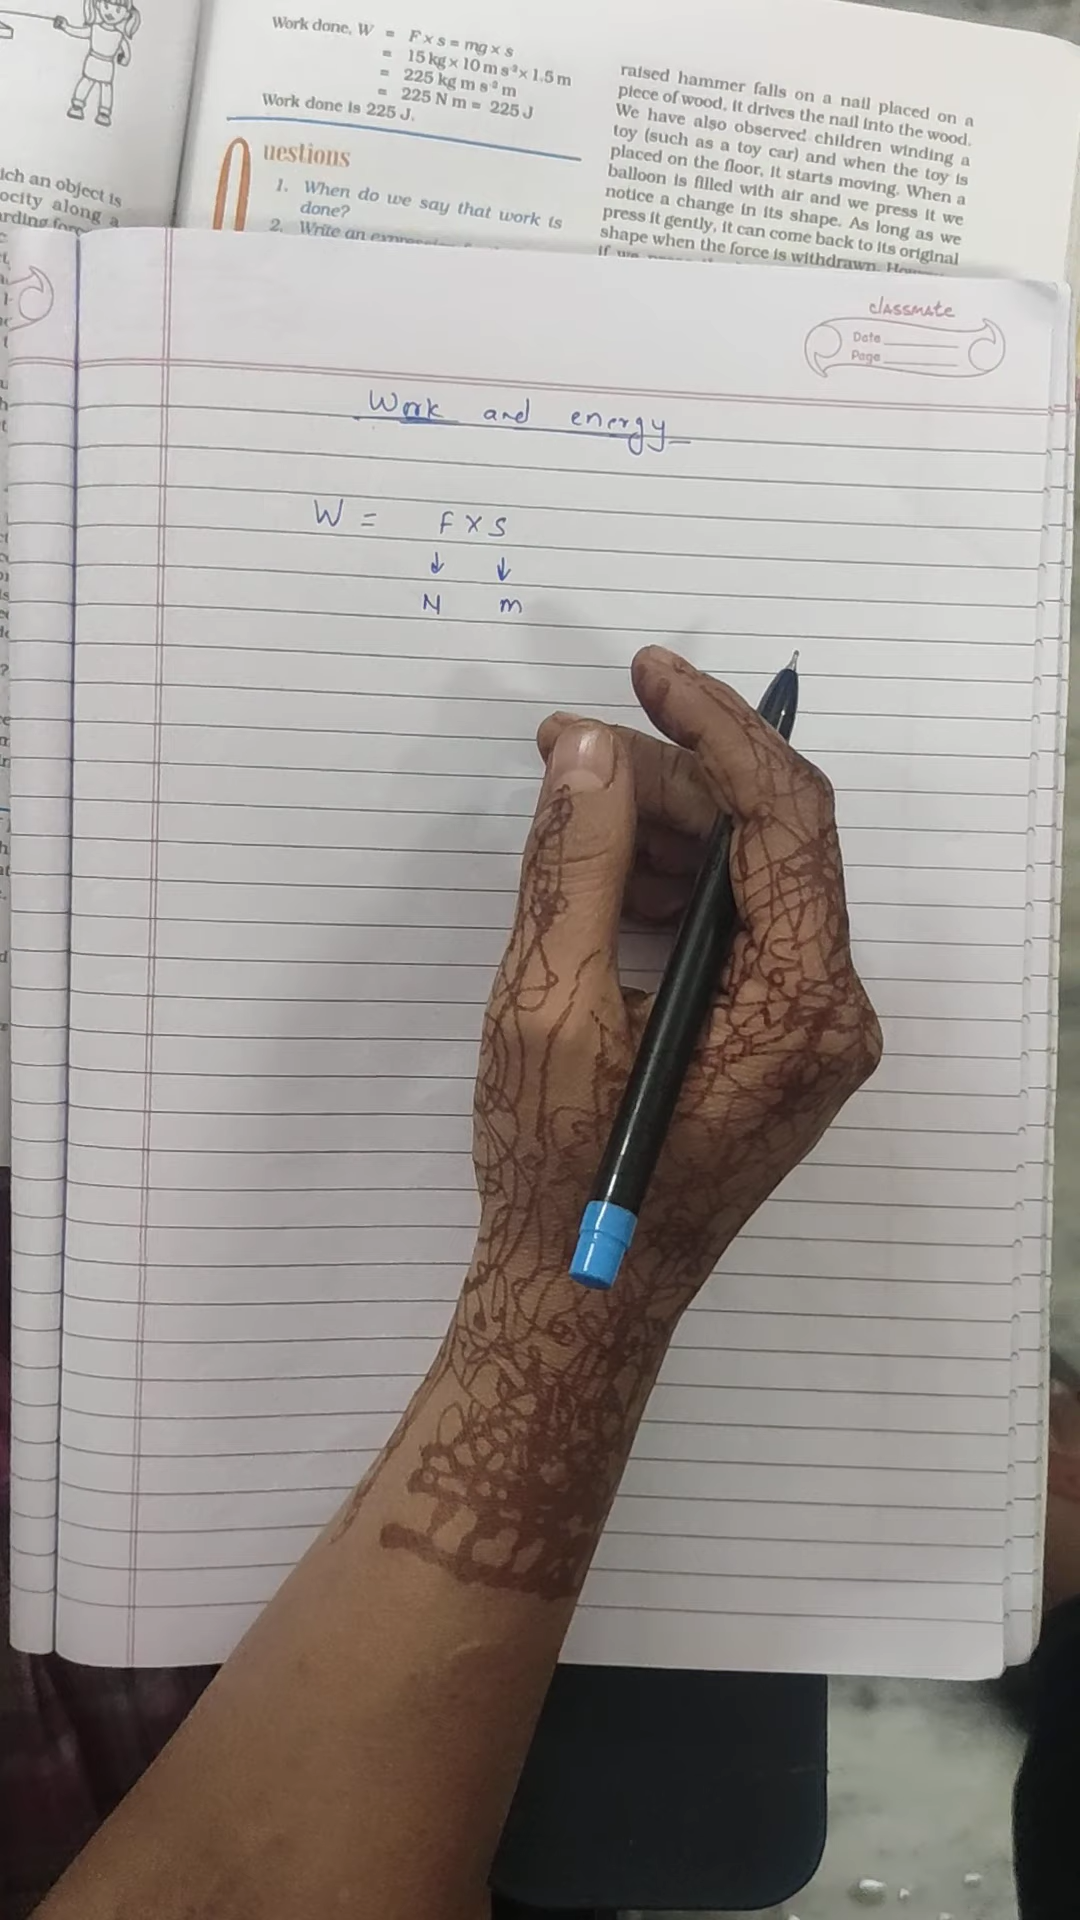 Work done, W = F × s = mg × s
= 15 kg × 10 m s⁻² × 1.5 m
= 225 kg m s⁻² m
= 225 N m = 225 J
Work done is 225 J.
uestions
1. When do we say that work is
done?
2. Write an
raised hammer falls on a nail placed on a
piece of wood, it drives the nail into the wood.
We have also observed children winding a
toy (such as a toy car) and when the toy is
placed on the floor, it starts moving. When a
balloon is filled with air and we press it we
notice a change in its shape. As long as we
press it gently, it can come back to its original
shape when the force is withdrawn.
if we
ich an object is
ocity along a
classmate
Date
Page
Work and energy
W = F × s
↓ ↓
N m